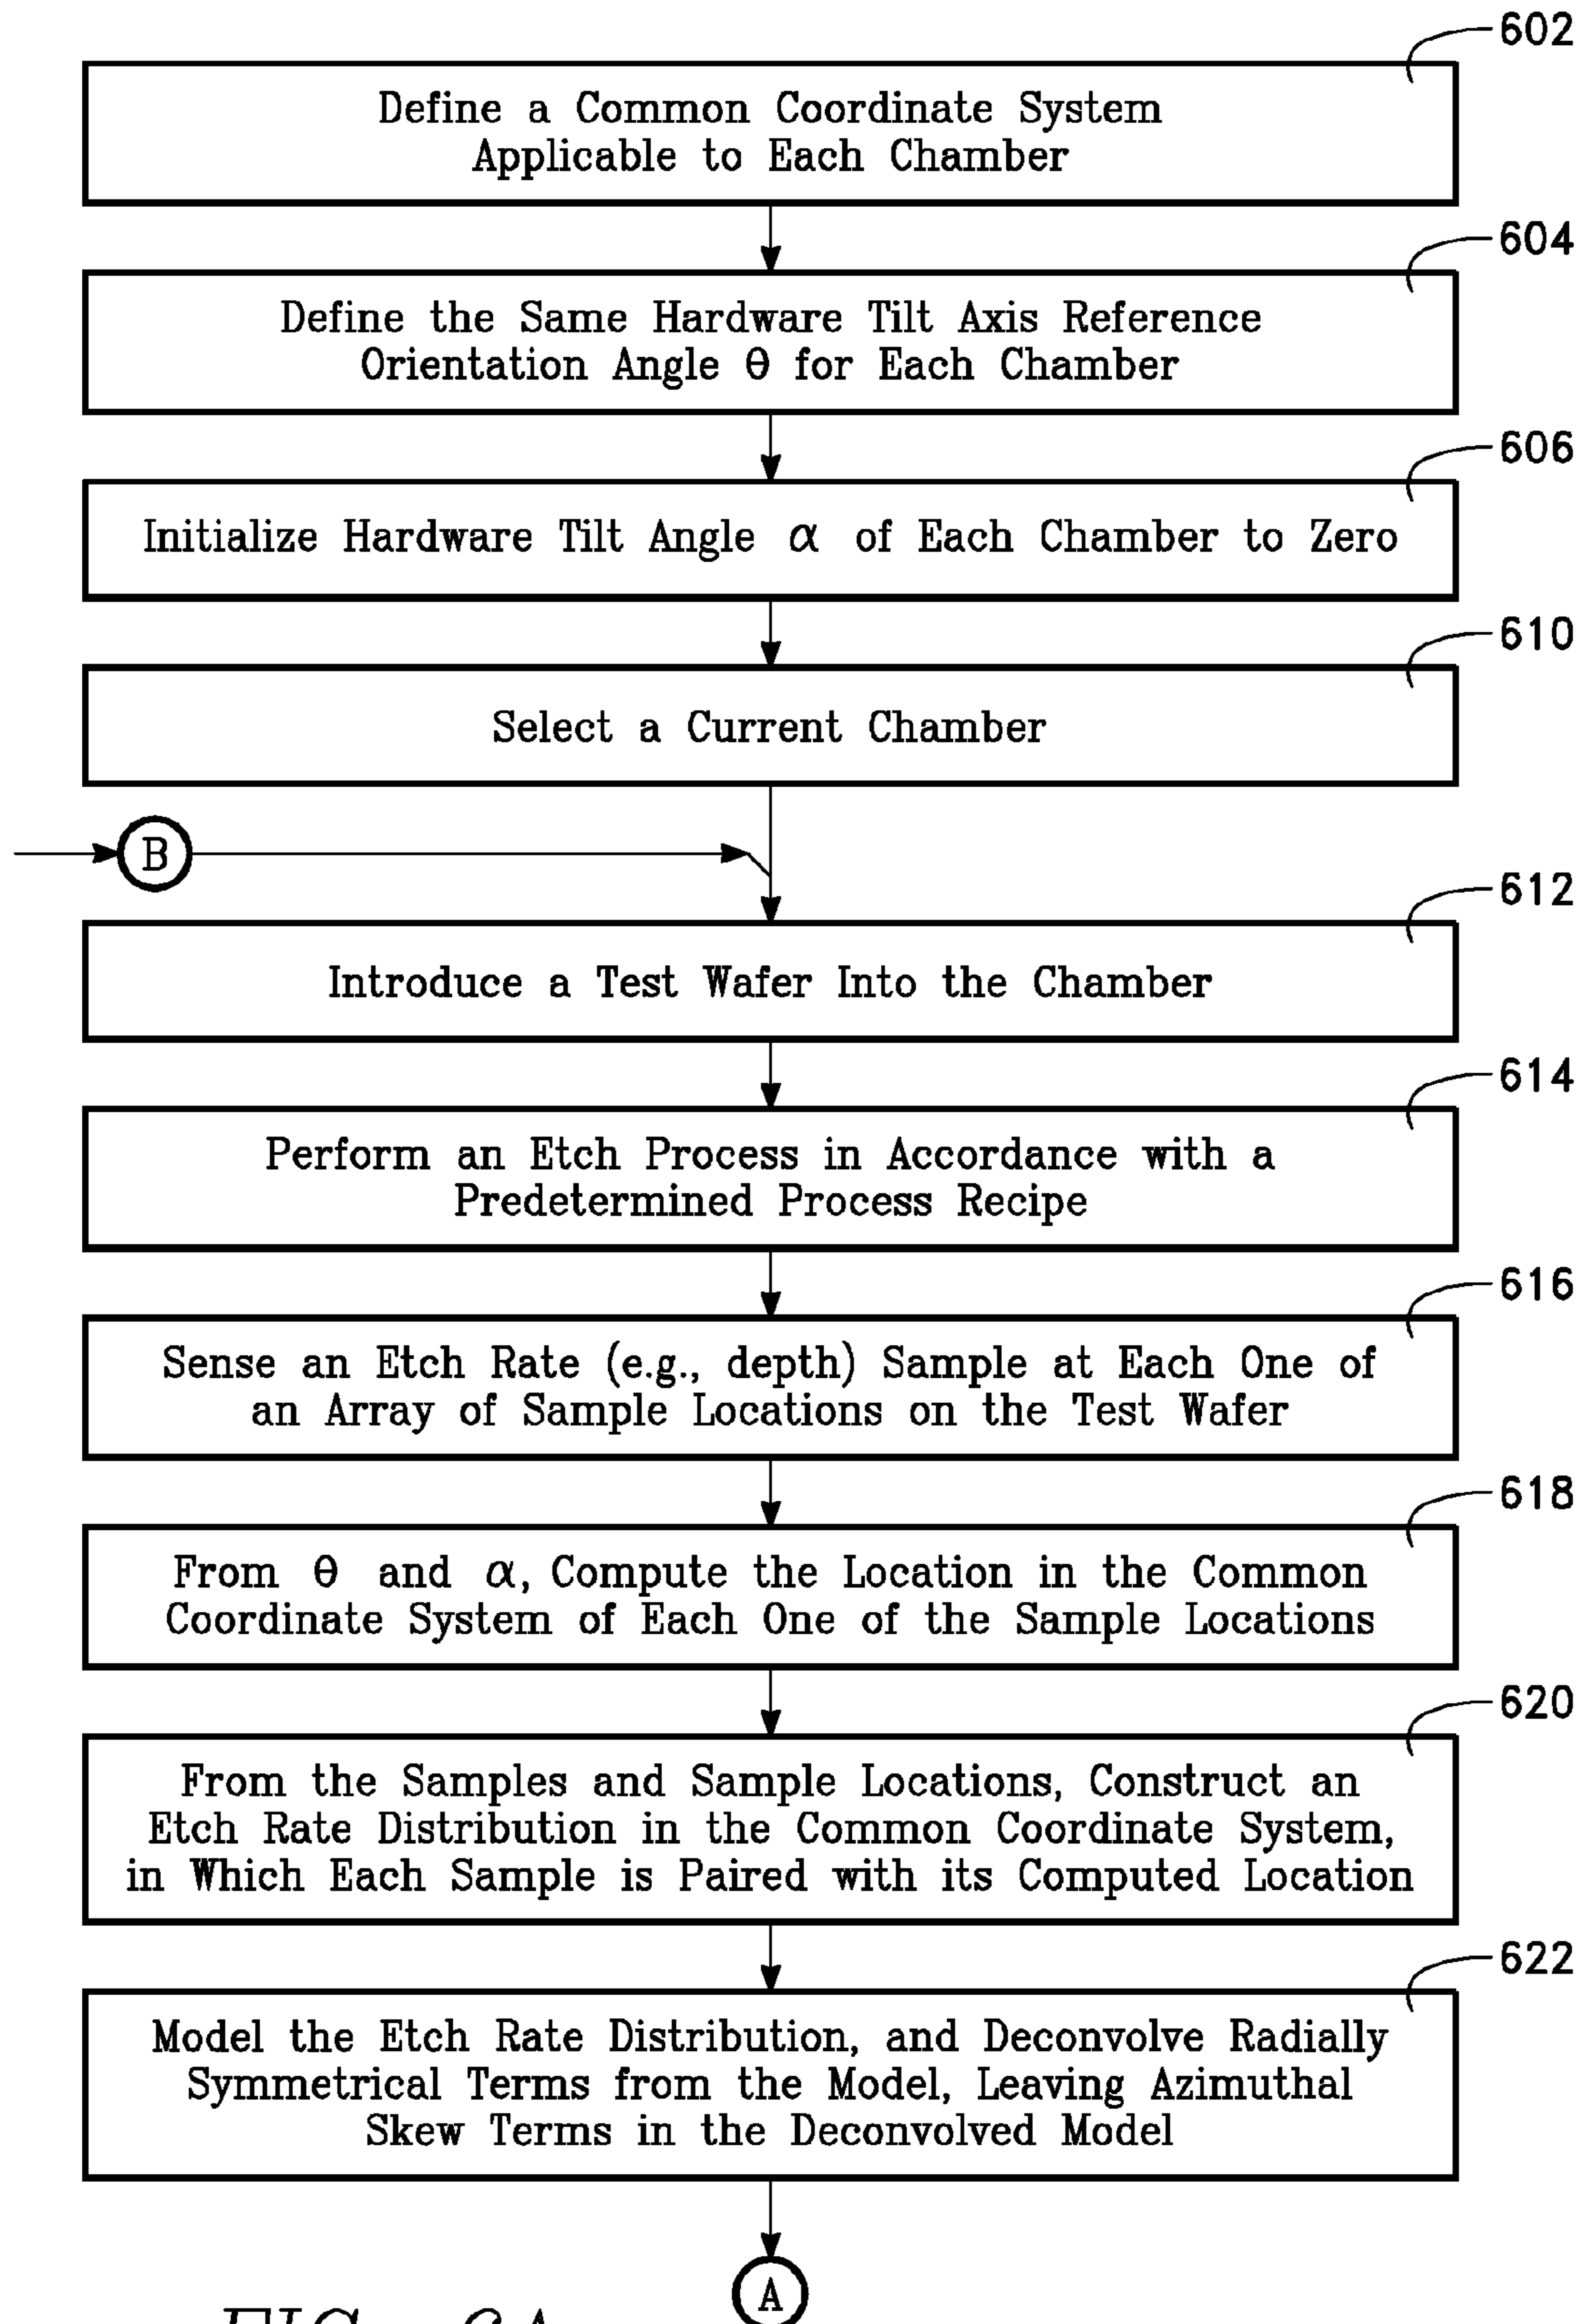 602
Define a Common Coordinate System
Applicable to Each Chamber
604
Define the Same Hardware Tilt Axis Reference
Orientation Angle θ for Each Chamber
606
Initialize Hardware Tilt Angle α of Each Chamber to Zero
610
Select a Current Chamber
B
612
Introduce a Test Wafer Into the Chamber
614
Perform an Etch Process in Accordance with a
Predetermined Process Recipe
616
Sense an Etch Rate (e.g., depth) Sample at Each One of
an Array of Sample Locations on the Test Wafer
618
From θ and α, Compute the Location in the Common
Coordinate System of Each One of the Sample Locations
620
From the Samples and Sample Locations, Construct an
Etch Rate Distribution in the Common Coordinate System,
in Which Each Sample is Paired with its Computed Location
622
Model the Etch Rate Distribution, and Deconvolve Radially
Symmetrical Terms from the Model, Leaving Azimuthal
Skew Terms in the Deconvolved Model
A